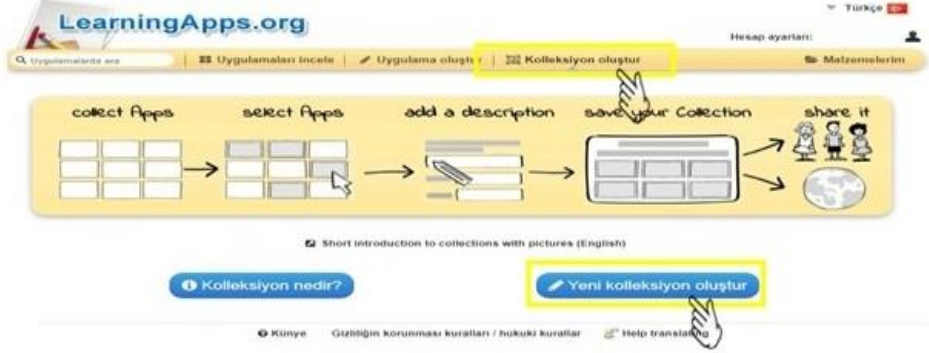 Türkçe
LearningApps.org
Hesap ayarları:
Uygulamalarda ara
Uygulamaları incele
Uygulama oluştur
Kolleksiyon oluştur
Malzemelerim
collect Apps
select Apps
add a description
save your Collection
share it
Short introduction to collections with pictures (English)
Kolleksiyon nedir?
Yeni kolleksiyon oluştur
Künye
Gizliliğin korunması kuralları / hukuki kurallar
Help translating